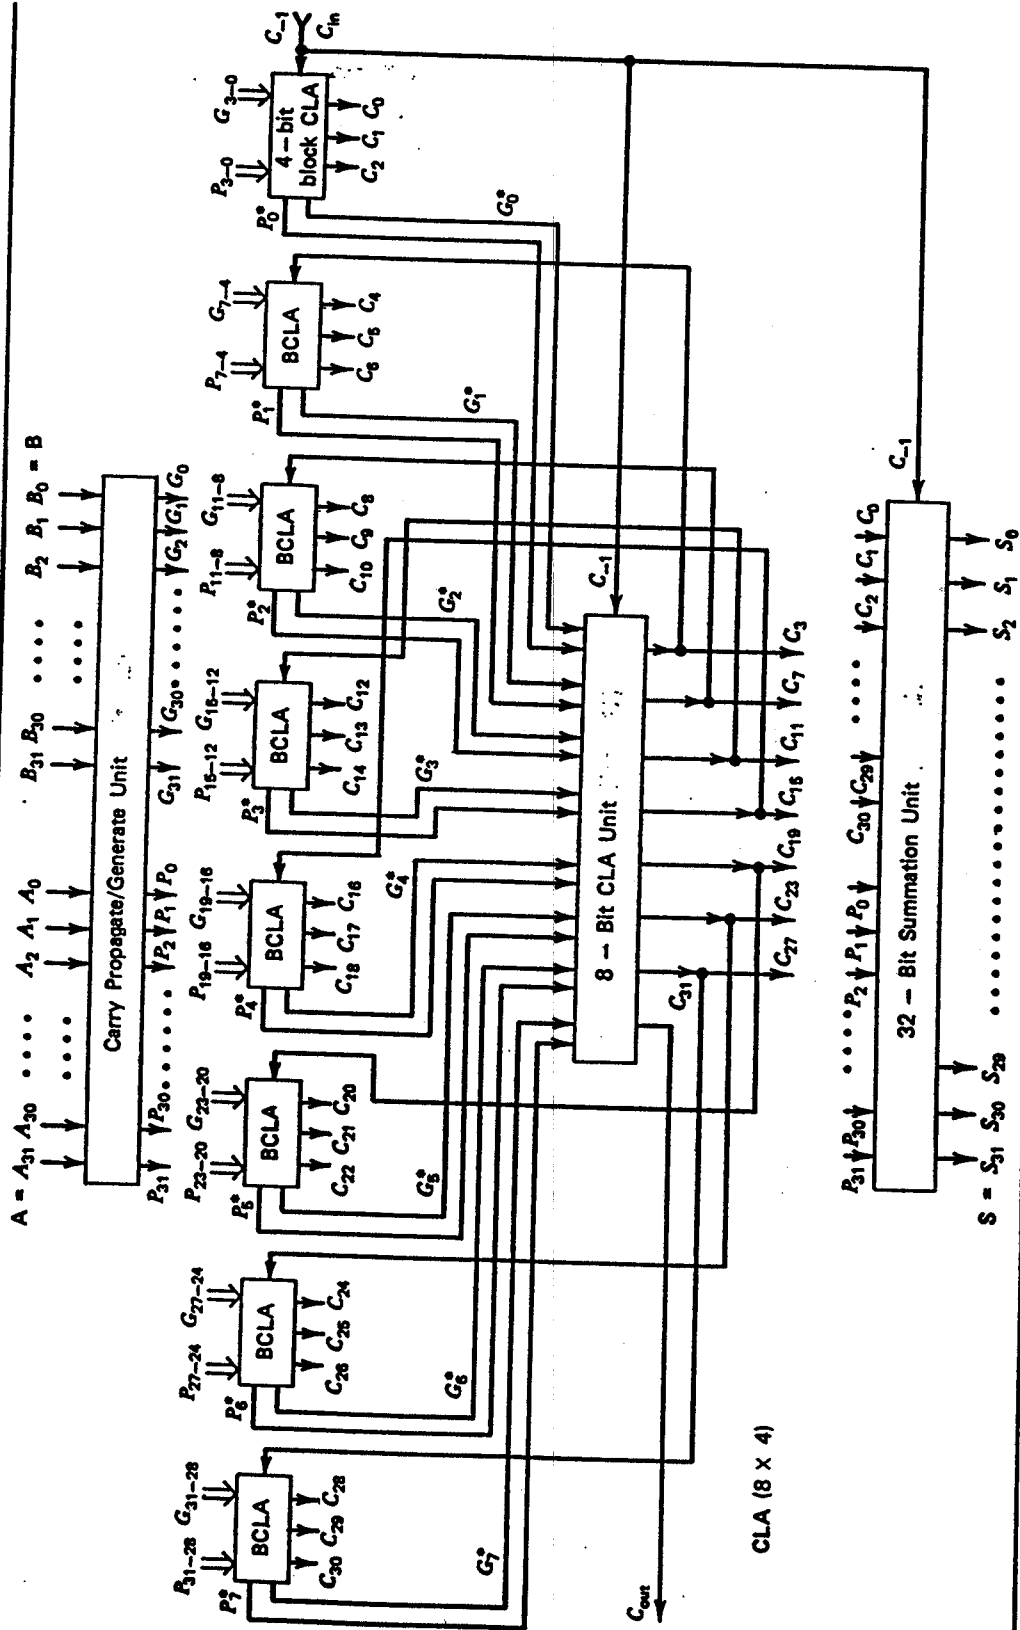 A = A31 A30 .... A2 A1 A0 B31 B30 .... B2 B1 B0 = B
.... ....
Carry Propagate/Generate Unit
P31 P30 ...... P2 P1 P0 G31 G30 ...... G2 G1 G0
P31–28 G31–28 P27–24 G27–24 P23–20 G23–20 P19–16 G19–16 P15–12 G15–12 P11–8 G11–8 P7–4 G7–4 P3–0 G3–0
C–1
Cin
BCLA BCLA BCLA BCLA BCLA BCLA BCLA 4 – bit
block CLA
P7* P6* P5* P4* P3* P2* P1* P0*
C30 C29 C28 C26 C25 C24 C22 C21 C20 C18 C17 C16 C14 C13 C12 C10 C9 C8 C6 C5 C4 C2 C1 C0
G7* G6* G5* G4* G3* G2* G1* G0*
C–1
8 – Bit CLA Unit
C31
Cout
C27 C23 C19 C15 C11 C7 C3
CLA (8 X 4)
P31 P30 ..... P2 P1 P0 C30 C29 .... C2 C1 C0
C–1
32 – Bit Summation Unit
S = S31 S30 S29 .................. S2 S1 S0